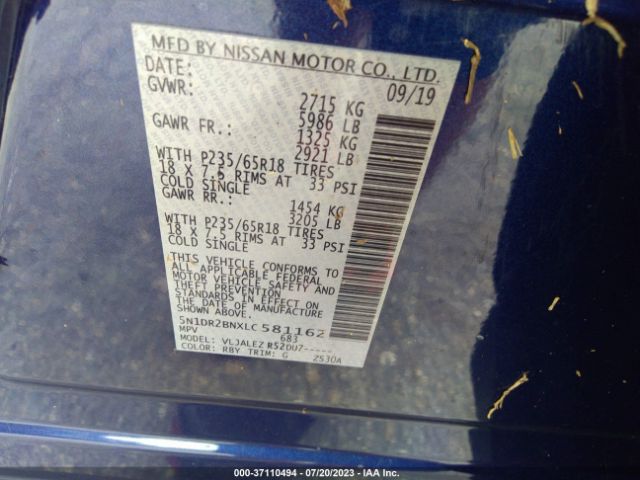 MFD BY NISSAN MOTOR CO., LTD.
DATE: 09/19
GVWR: 2715 KG
5986 LB
GAWR FR.: 1325 KG
2921 LB
WITH P235/65R18 TIRES
18 X 7.5 RIMS AT 33 PSI
COLD SINGLE
GAWR RR.: 1454 KG
3205 LB
WITH P235/65R18 TIRES
18 X 7.5 RIMS AT 33 PSI
COLD SINGLE
THIS VEHICLE CONFORMS TO
ALL APPLICABLE FEDERAL
MOTOR VEHICLE SAFETY AND
THEFT PREVENTION
STANDARDS IN EFFECT ON
THE DATE OF MANUFACTURE
SHOWN ABOVE.
5N1DR2BNXLC581162
MPV 683
MODEL: VLJALEZ R52DU7-----
COLOR: RBY TRIM: G 2530A
000-37110494 - 07/20/2023 - IAA Inc.